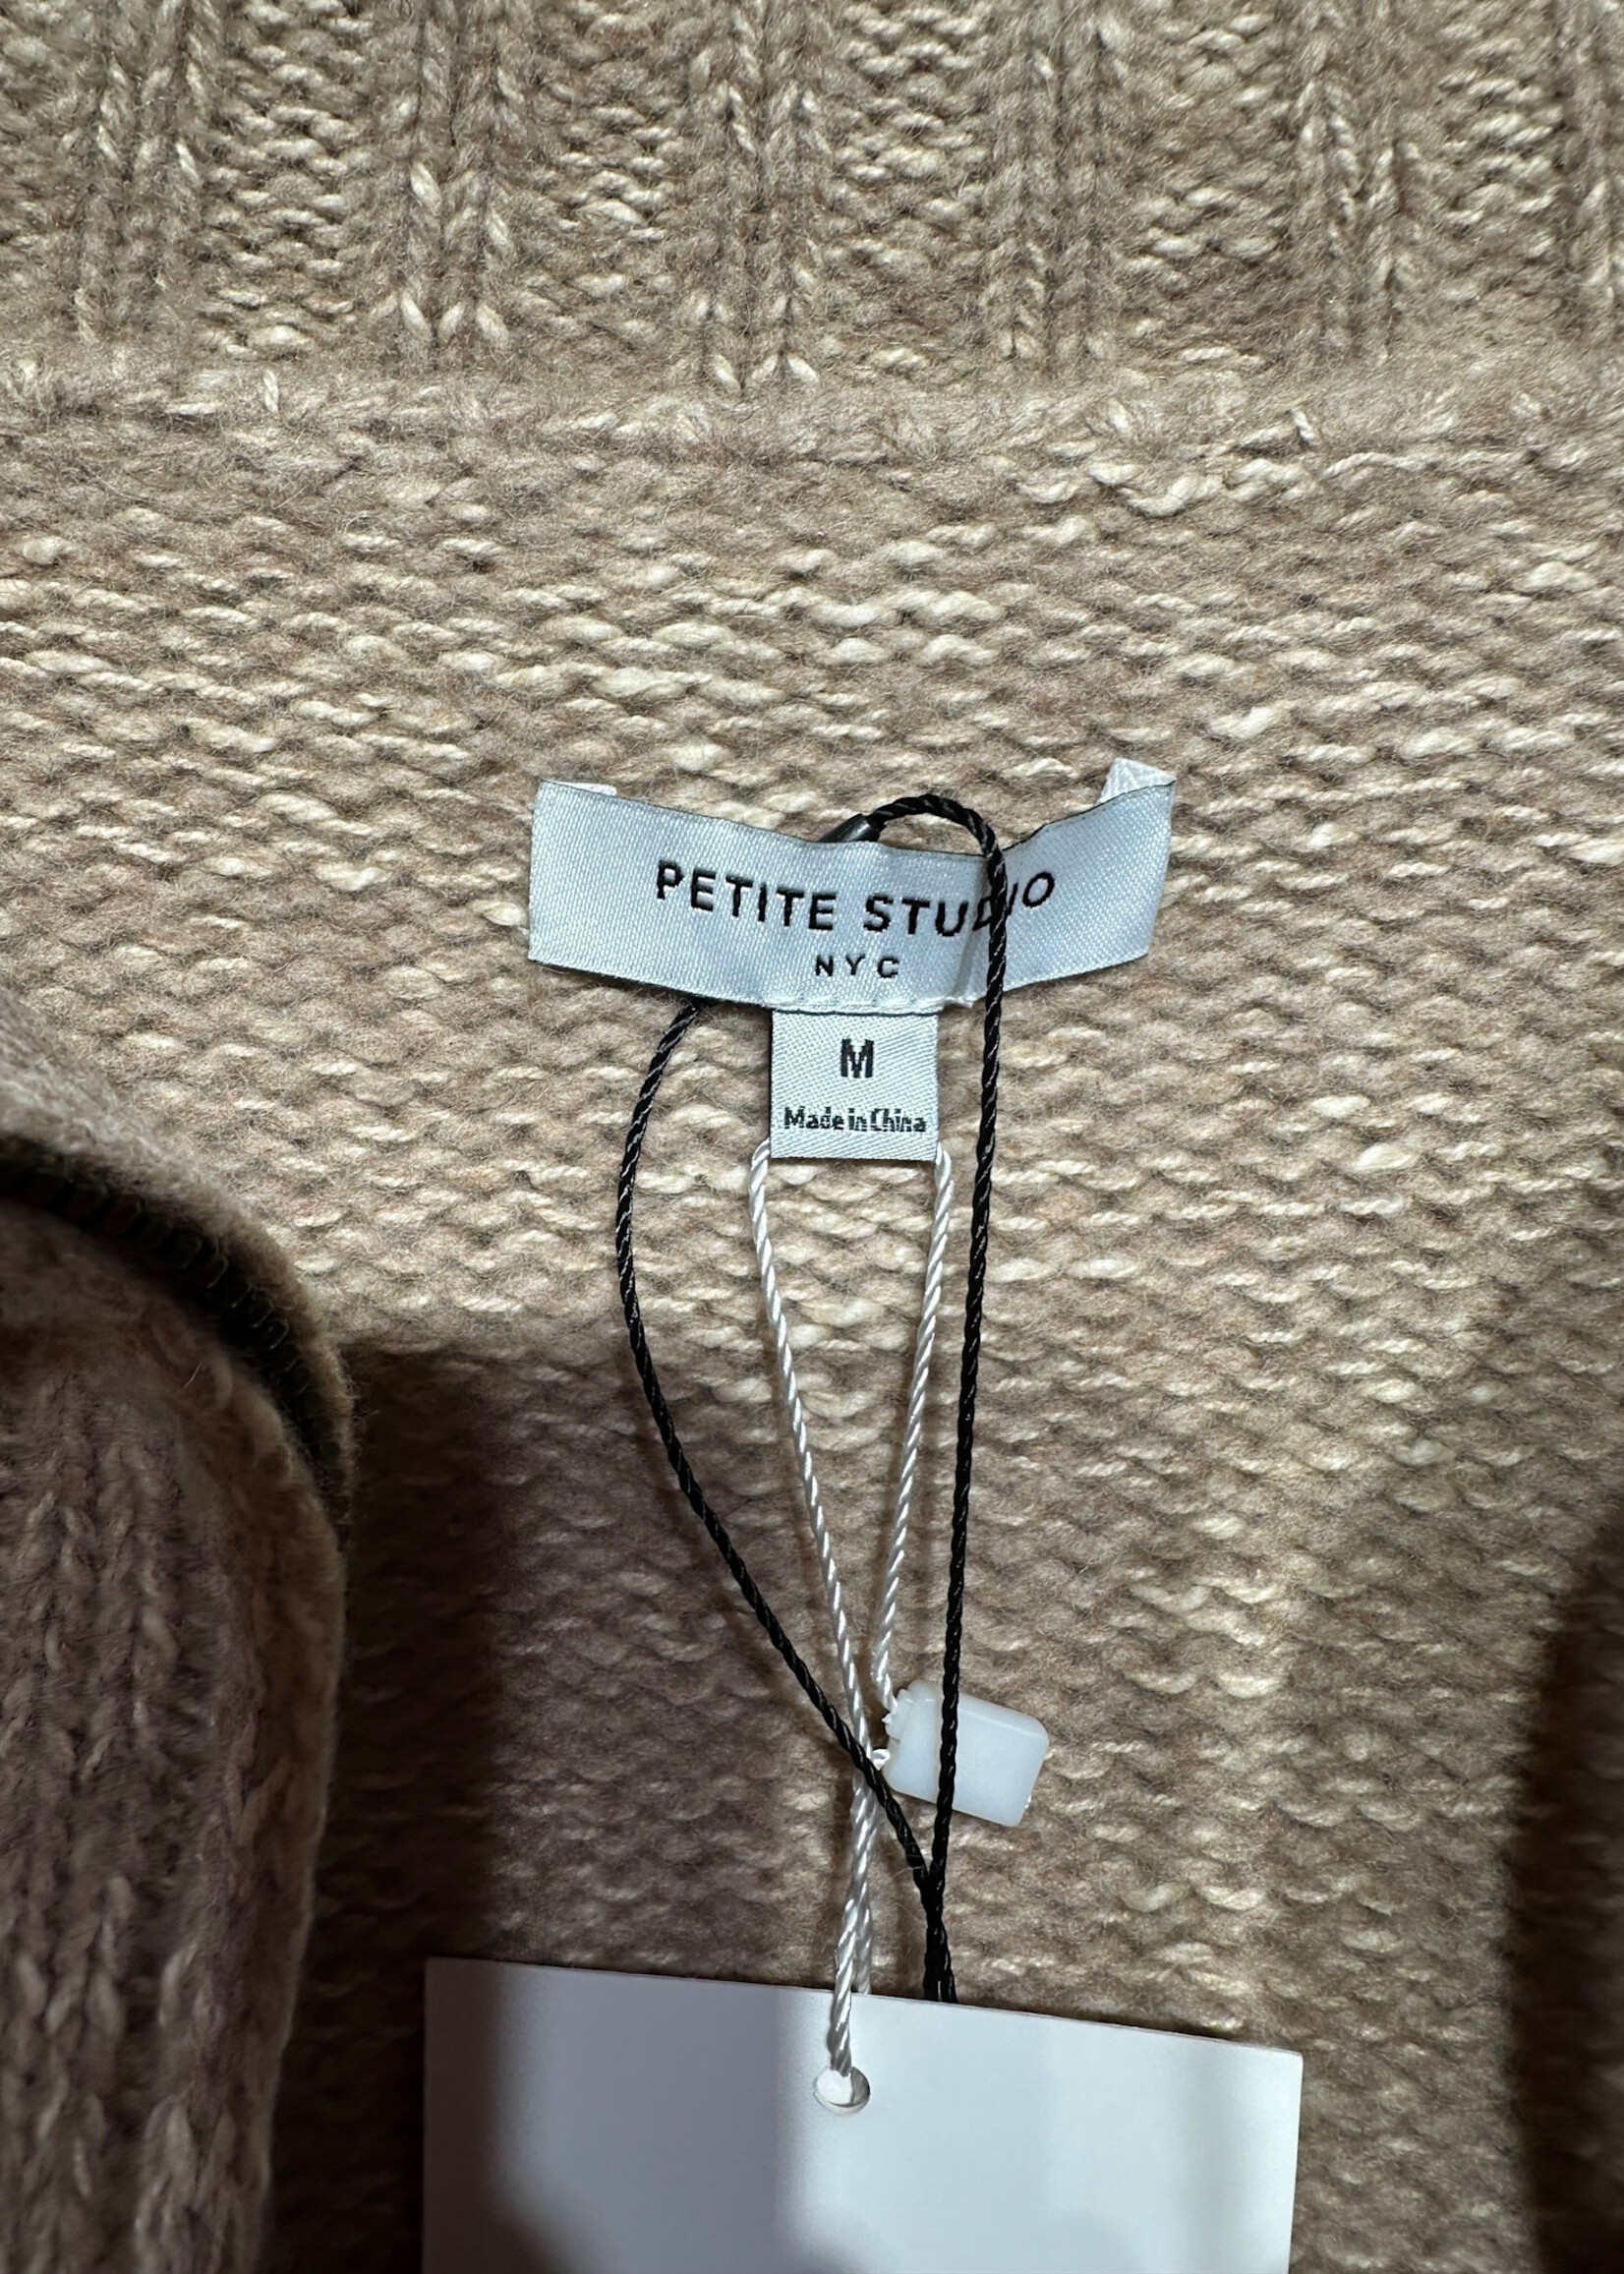 PETITE STUDIO
NYC
M
Made in China